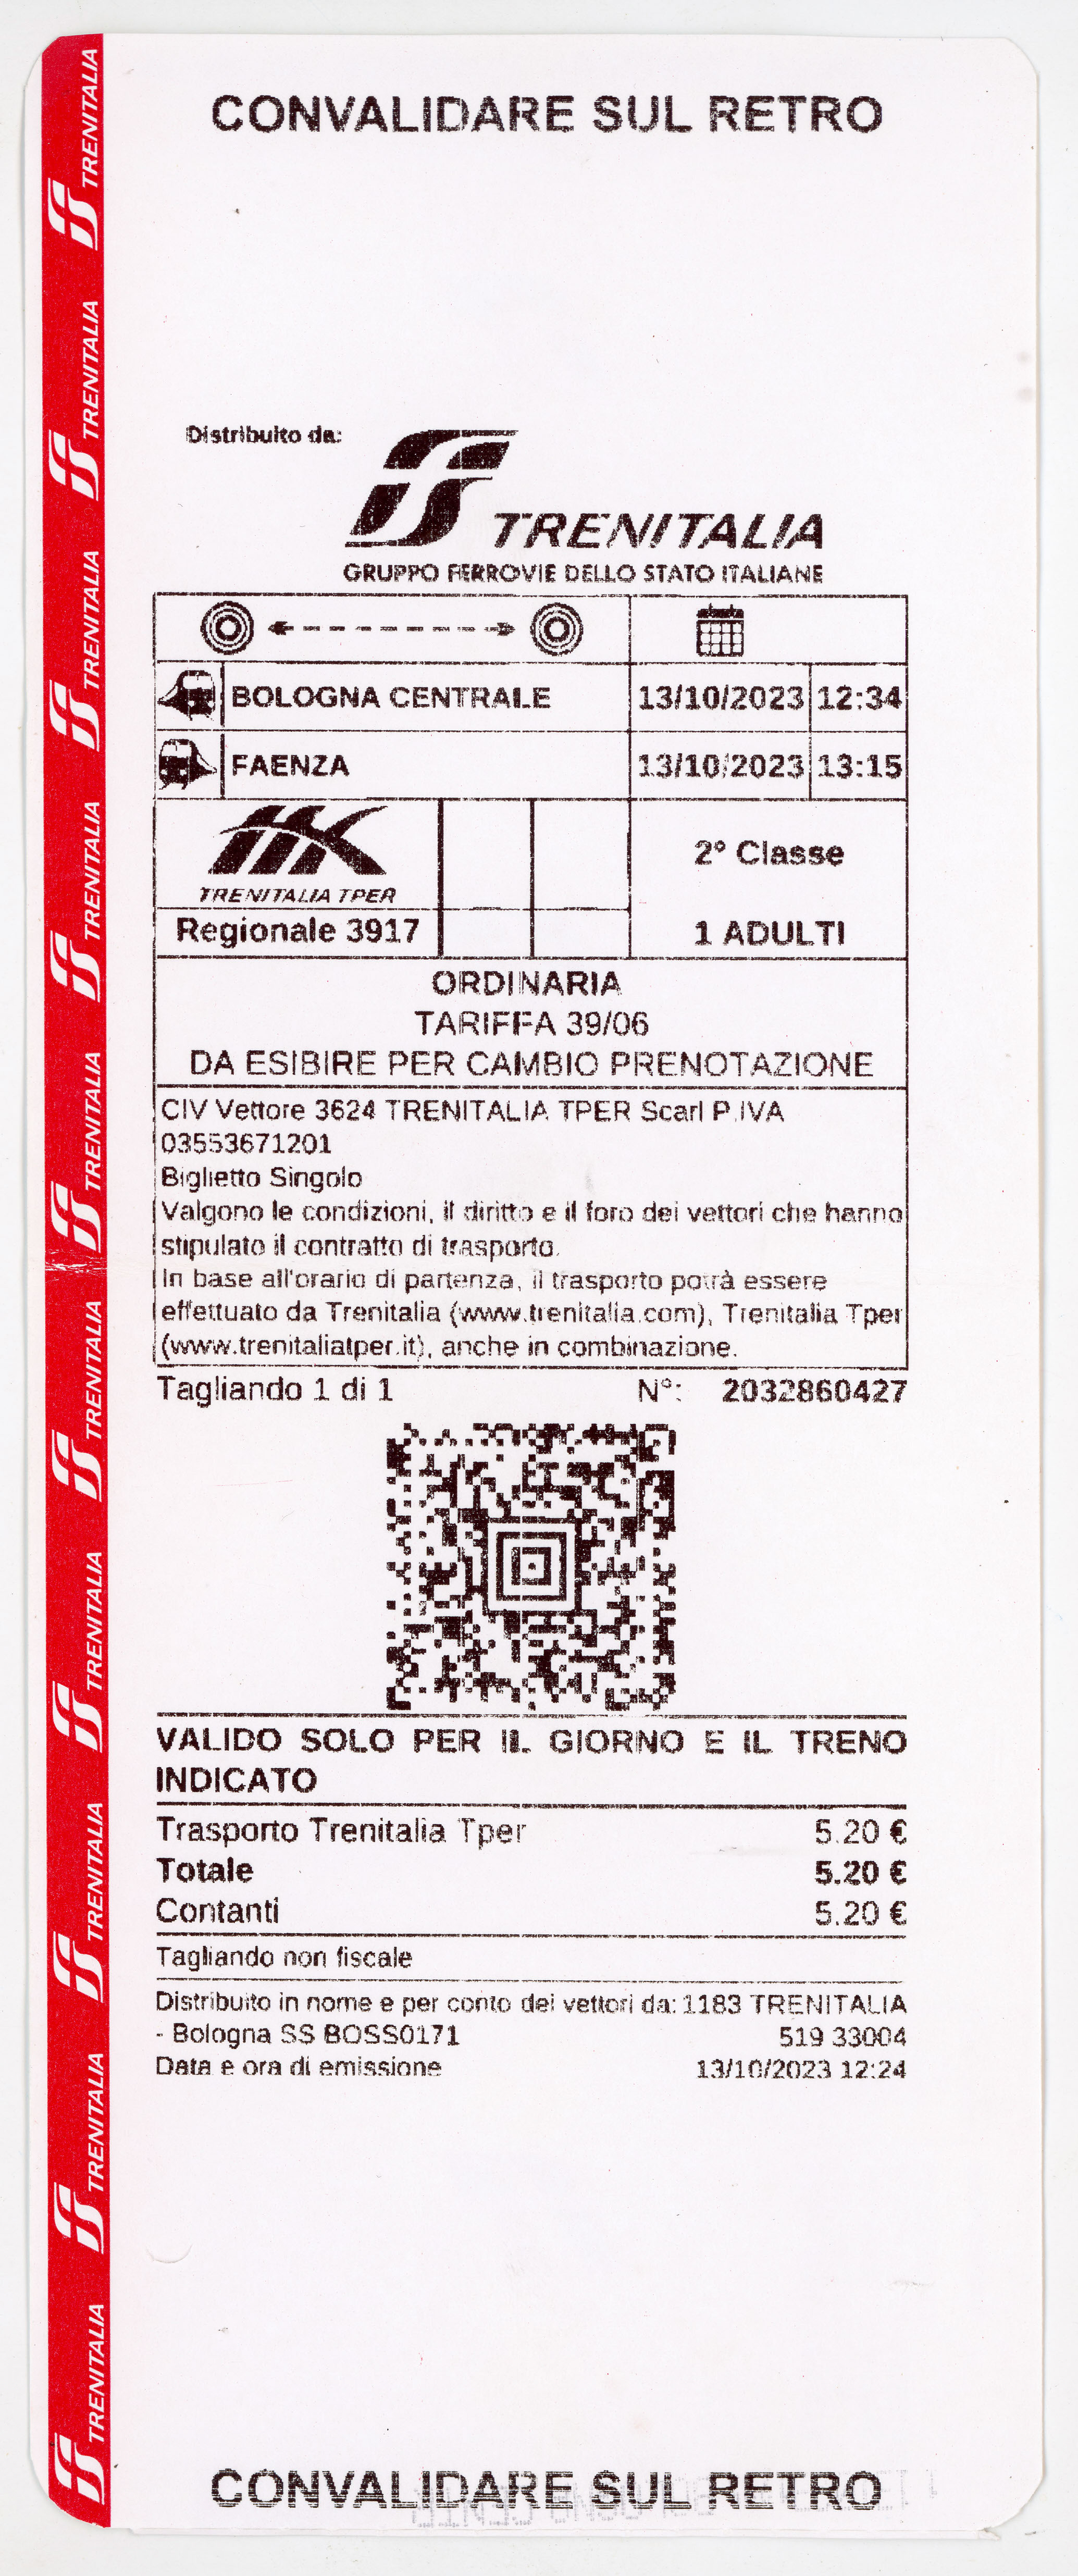 CONVALIDARE SUL RETRO
Distribuito da:
TRENITALIA
GRUPPO FERROVIE DELLO STATO ITALIANE
BOLOGNA CENTRALE 13/10/2023 12:34
FAENZA 13/10/2023 13:15
TRENITALIA TPER
2° Classe
Regionale 3917
1 ADULTI
ORDINARIA
TARIFFA 39/06
DA ESIBIRE PER CAMBIO PRENOTAZIONE
CIV Vettore 3624 TRENITALIA TPER Scarl P.IVA
03553671201
Biglietto Singolo
Valgono le condizioni, il diritto e il foro dei vettori che hanno
stipulato il contratto di trasporto.
In base all'orario di partenza, il trasporto potrà essere
effettuato da Trenitalia (www.trenitalia.com), Trenitalia Tper
(www.trenitaliatper.it), anche in combinazione.
Tagliando 1 di 1 N°: 2032860427
VALIDO SOLO PER IL GIORNO E IL TRENO
INDICATO
Trasporto Trenitalia Tper 5.20 €
Totale 5.20 €
Contanti 5.20 €
Tagliando non fiscale
Distribuito in nome e per conto dei vettori da: 1183 TRENITALIA
- Bologna SS BOSS0171 519 33004
Data e ora di emissione 13/10/2023 12:24
CONVALIDARE SUL RETRO
TRENITALIA
TRENITALIA
TRENITALIA
TRENITALIA
TRENITALIA
TRENITALIA
TRENITALIA
TRENITALIA
TRENITALIA
TRENITALIA